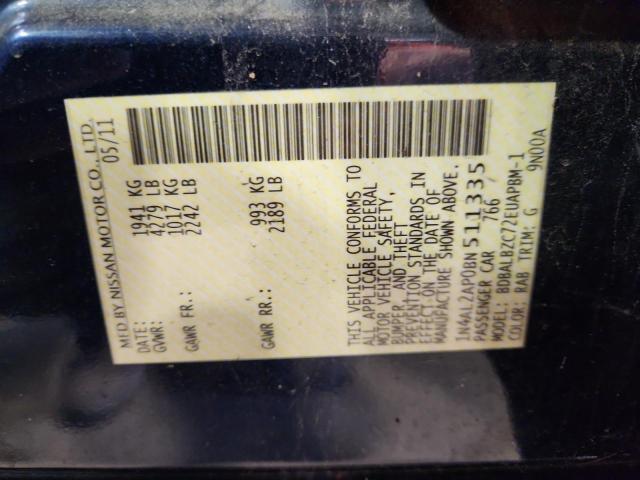 MFD BY NISSAN MOTOR CO., LTD.
DATE: 05/11
GVWR: 1941 KG
4279 LB
GAWR FR.: 1017 KG
2242 LB
GAWR RR.: 993 KG
2189 LB
THIS VEHICLE CONFORMS TO
ALL APPLICABLE FEDERAL
MOTOR VEHICLE SAFETY,
BUMPER, AND THEFT
PREVENTION STANDARDS IN
EFFECT ON THE DATE OF
MANUFACTURE SHOWN ABOVE.
1N4AL2AP0BN511335
PASSENGER CAR 766
MODEL: BDBALBZC72EUAPBM-1
COLOR: RAB TRIM: G 9N00A